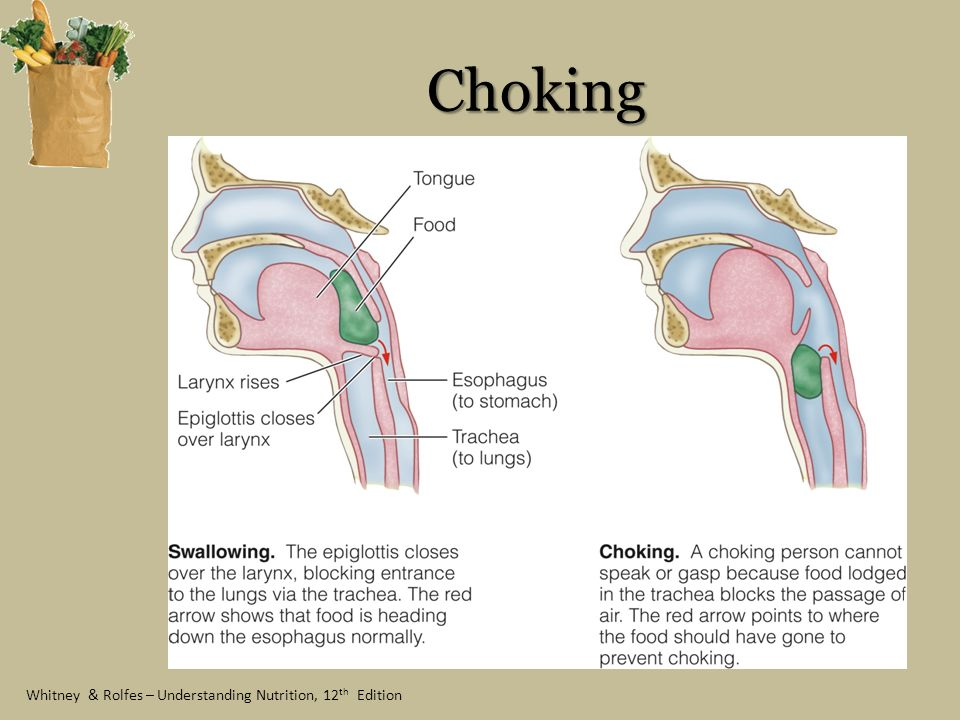 Choking
Tongue
Food
Larynx rises
Epiglottis closes
over larynx
Esophagus
(to stomach)
Trachea
(to lungs)
Swallowing. The epiglottis closes
over the larynx, blocking entrance
to the lungs via the trachea. The red
arrow shows that food is heading
down the esophagus normally.
Choking. A choking person cannot
speak or gasp because food lodged
in the trachea blocks the passage of
air. The red arrow points to where
the food should have gone to
prevent choking.
Whitney & Rolfes – Understanding Nutrition, 12th Edition